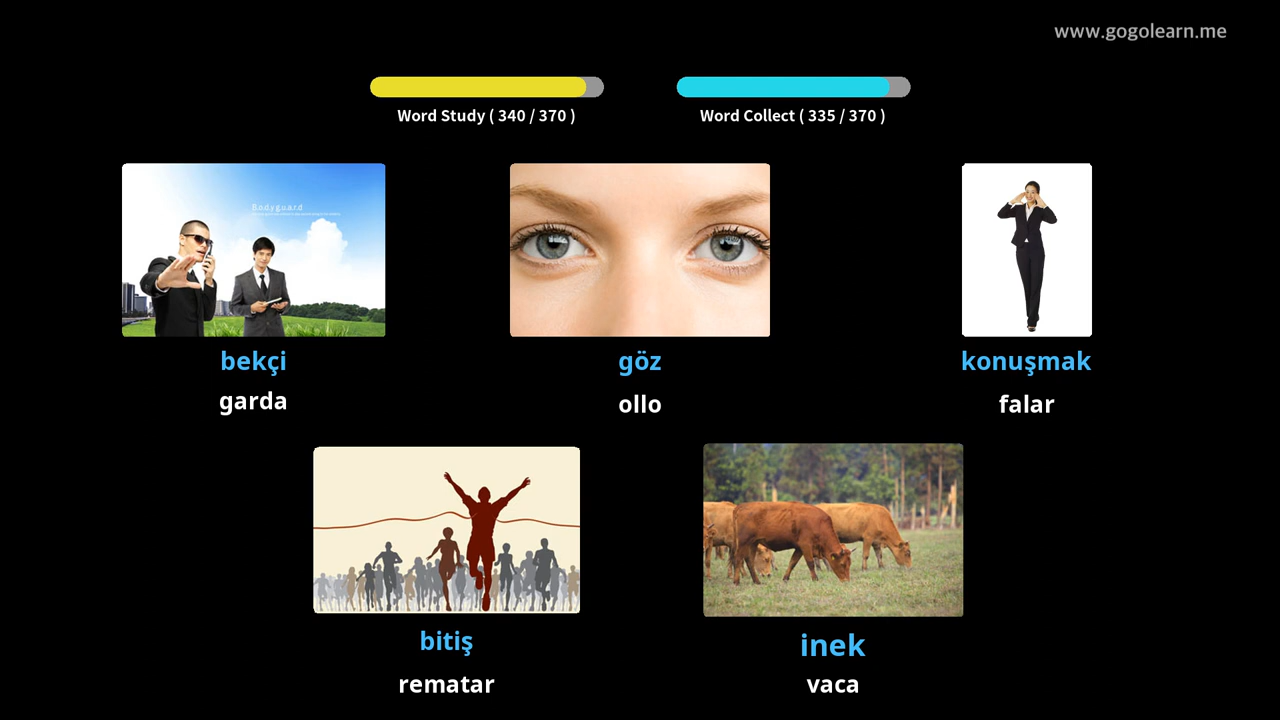 www.gogolearn.me
Word Study ( 340 / 370 )
Word Collect ( 335 / 370 )
Bodyguard
bekçi
garda
göz
ollo
konuşmak
falar
bitiş
rematar
inek
vaca